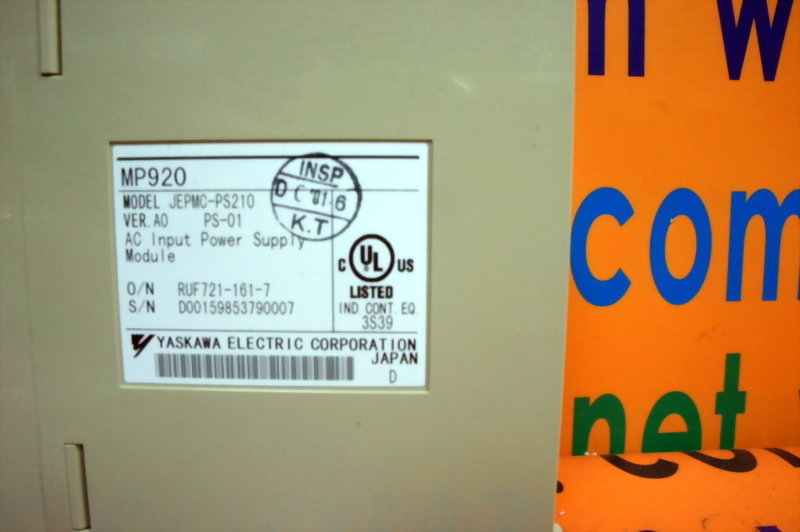 MP920
MODEL JEPMC-PS210
VER. A0 PS-01
AC Input Power Supply
Module
O/N RUF721-161-7
S/N D00159853790007
INSP
K.T
C UL US
LISTED
IND. CONT. EQ.
3S39
YASKAWA ELECTRIC CORPORATION
JAPAN
D
n w
com
net